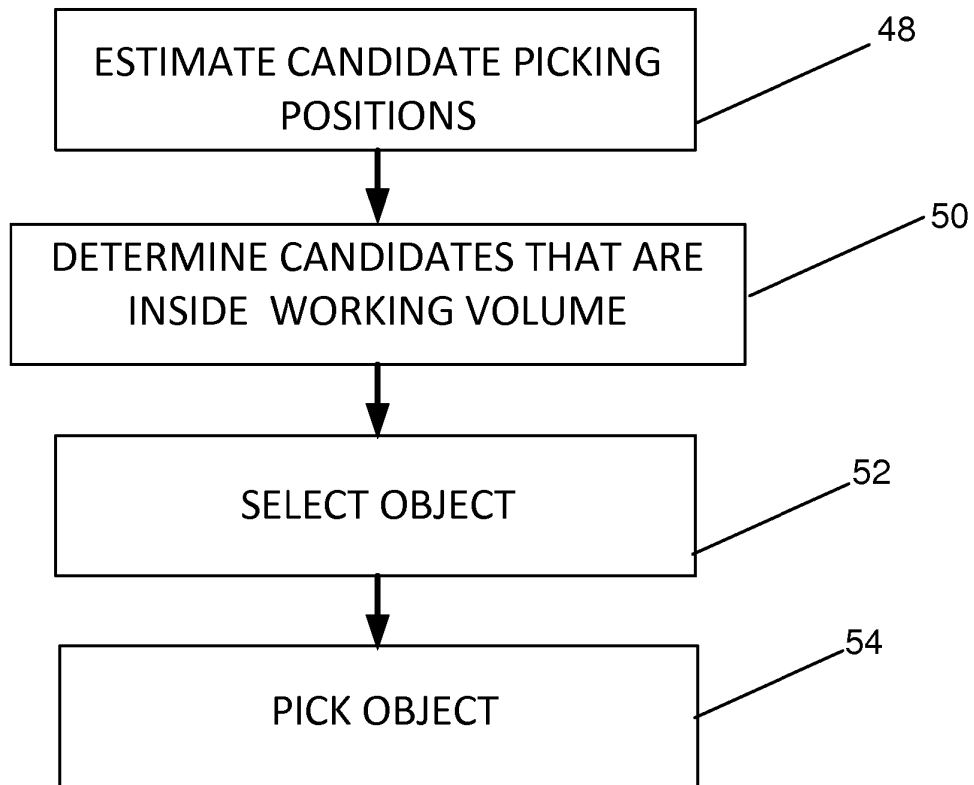 ESTIMATE CANDIDATE PICKING
POSITIONS
48
DETERMINE CANDIDATES THAT ARE
INSIDE WORKING VOLUME
50
SELECT OBJECT
52
PICK OBJECT
54